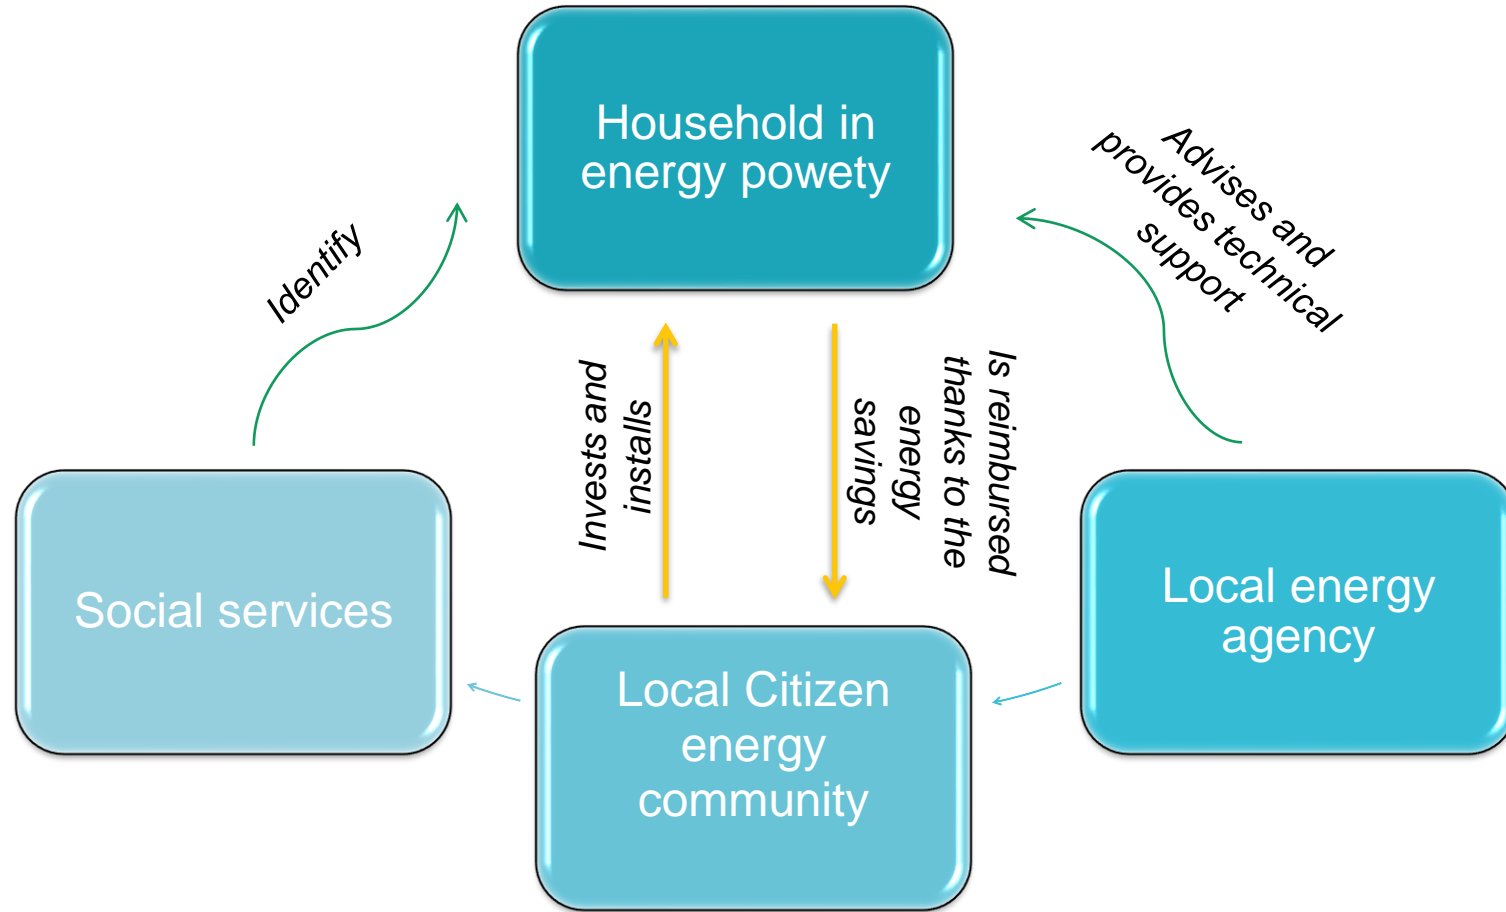 Household in
energy powety
Identify
Advises and
provides technical
support
Invests and
installs
Is reimbursed
thanks to the
energy
savings
Social services
Local Citizen
energy
community
Local energy
agency